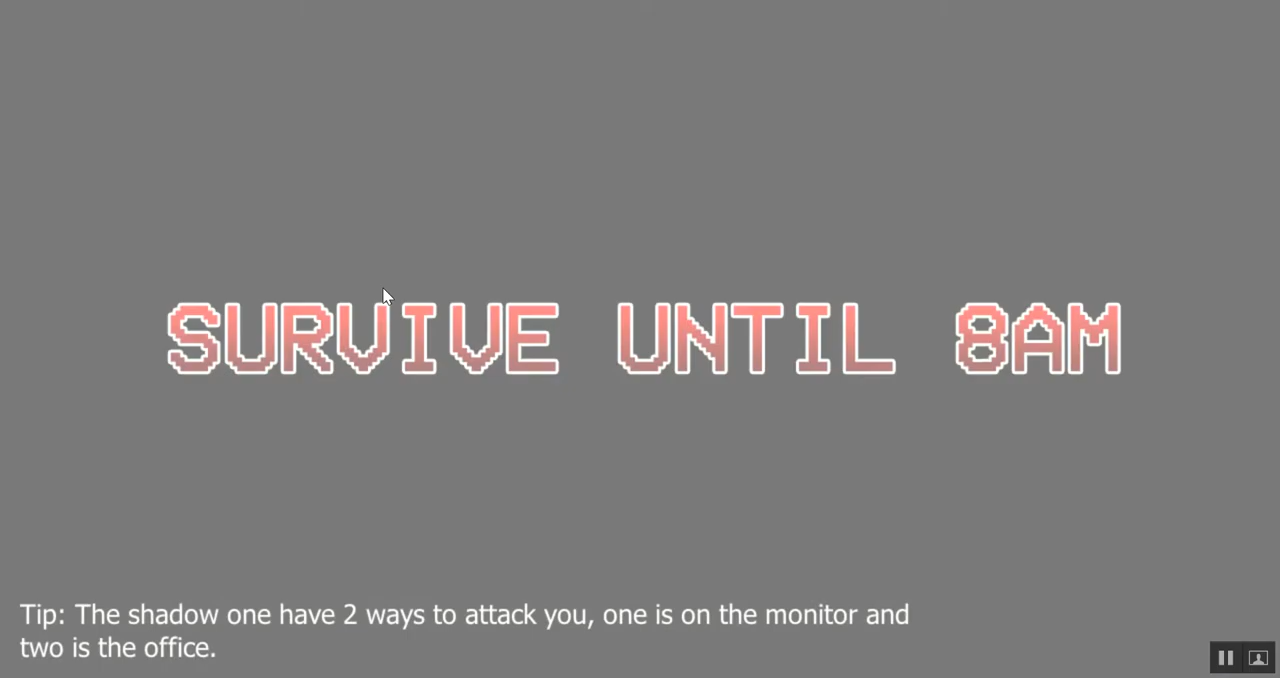 SURVIVE UNTIL 8AM
Tip: The shadow one have 2 ways to attack you, one is on the monitor and
two is the office.